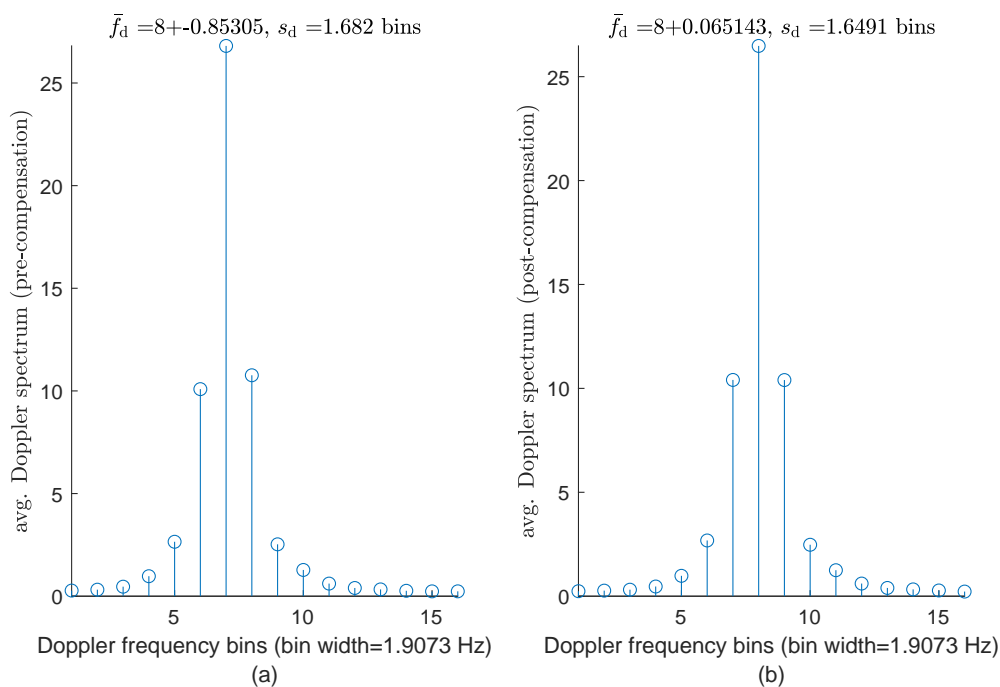 f̄d =8+-0.85305, sd =1.682 bins
avg. Doppler spectrum (pre-compensation)
25
20
15
10
5
0
5
10
15
Doppler frequency bins (bin width=1.9073 Hz)
(a)
f̄d =8+0.065143, sd =1.6491 bins
avg. Doppler spectrum (post-compensation)
25
20
15
10
5
0
5
10
15
Doppler frequency bins (bin width=1.9073 Hz)
(b)